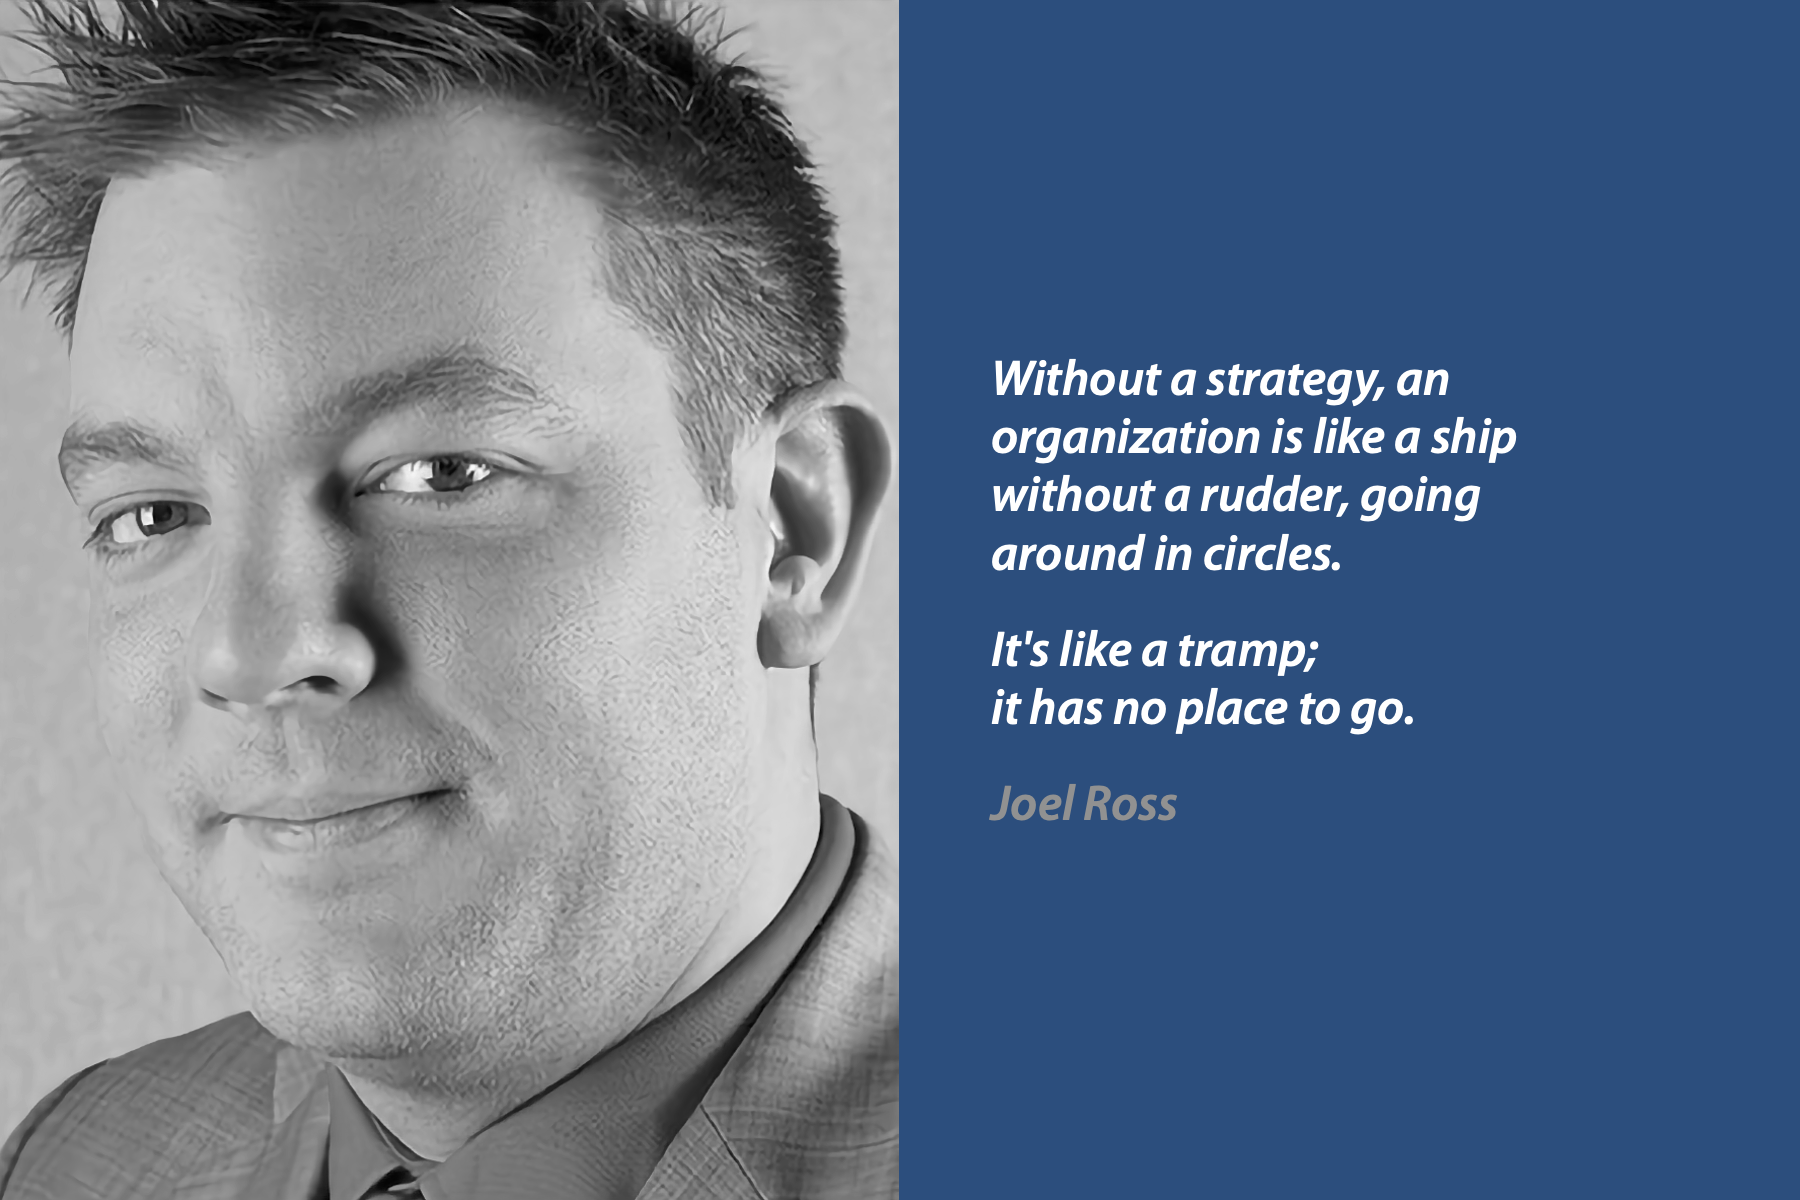 Without a strategy, an
organization is like a ship
without a rudder, going
around in circles.
It's like a tramp;
it has no place to go.
Joel Ross